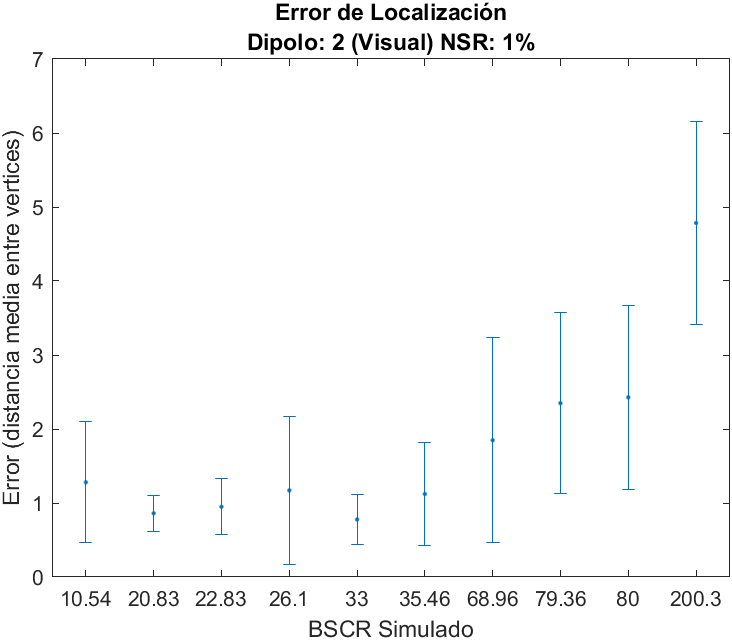 Error de Localización
Dipolo: 2 (Visual) NSR: 1%
Error (distancia media entre vertices)
7
6
5
4
3
2
1
0
10.54 20.83 22.83 26.1 33 35.46 68.96 79.36 80 200.3
BSCR Simulado